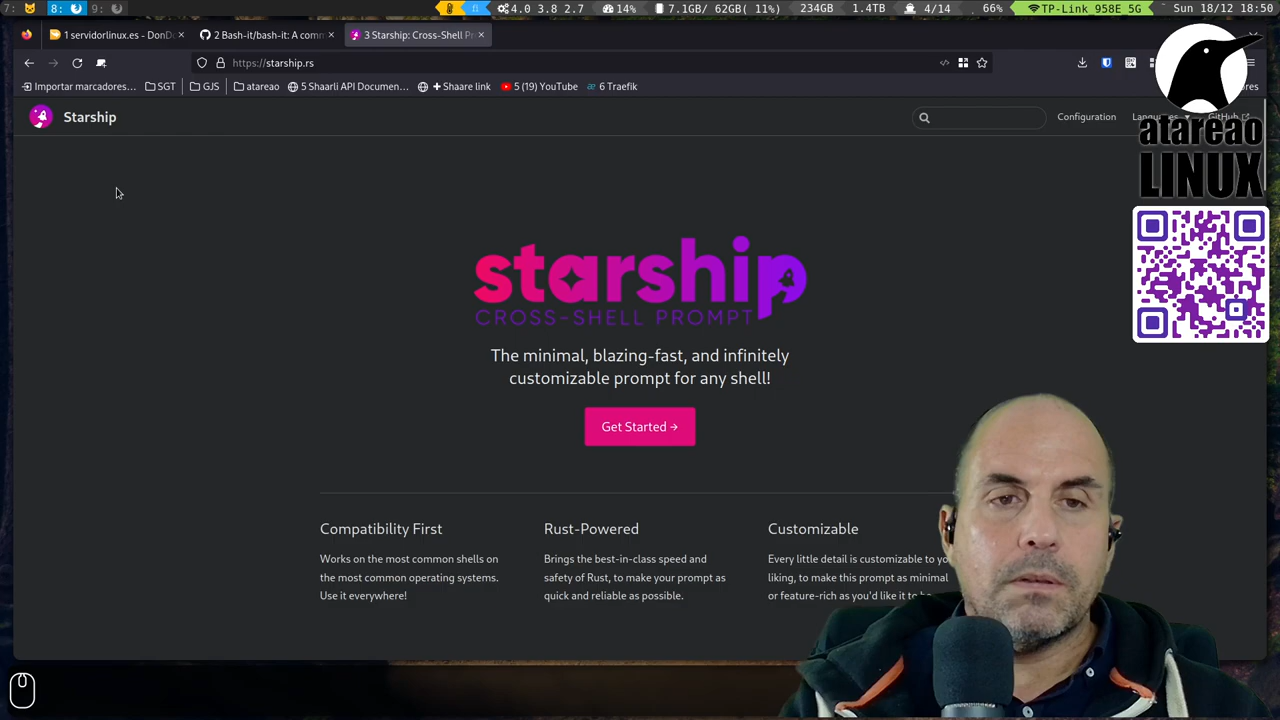 7: 8: 9: fl 4.0 3.8 2.7 14% 7.1GB/ 62GB( 11%) 234GB 1.4TB 4/14 66% TP-Link 958E 5G Sun 18/12 18:50
1 servidorlinux.es - DonDo
2 Bash-it/bash-it: A comm
3 Starship: Cross-Shell Pr
https://starship.rs
Importar marcadores... SGT GJS atareao 5 Shaarli API Documen... Shaare link 5 (19) YouTube 6 Traefik
Starship
Configuration
GitHub
atareao
LINUX
starship
CROSS-SHELL PROMPT
The minimal, blazing-fast, and infinitely
customizable prompt for any shell!
Get Started →
Compatibility First
Works on the most common shells on
the most common operating systems.
Use it everywhere!
Rust-Powered
Brings the best-in-class speed and
safety of Rust, to make your prompt as
quick and reliable as possible.
Customizable
Every little detail is customizable to yo
liking, to make this prompt as minimal
or feature-rich as you'd like it to be.